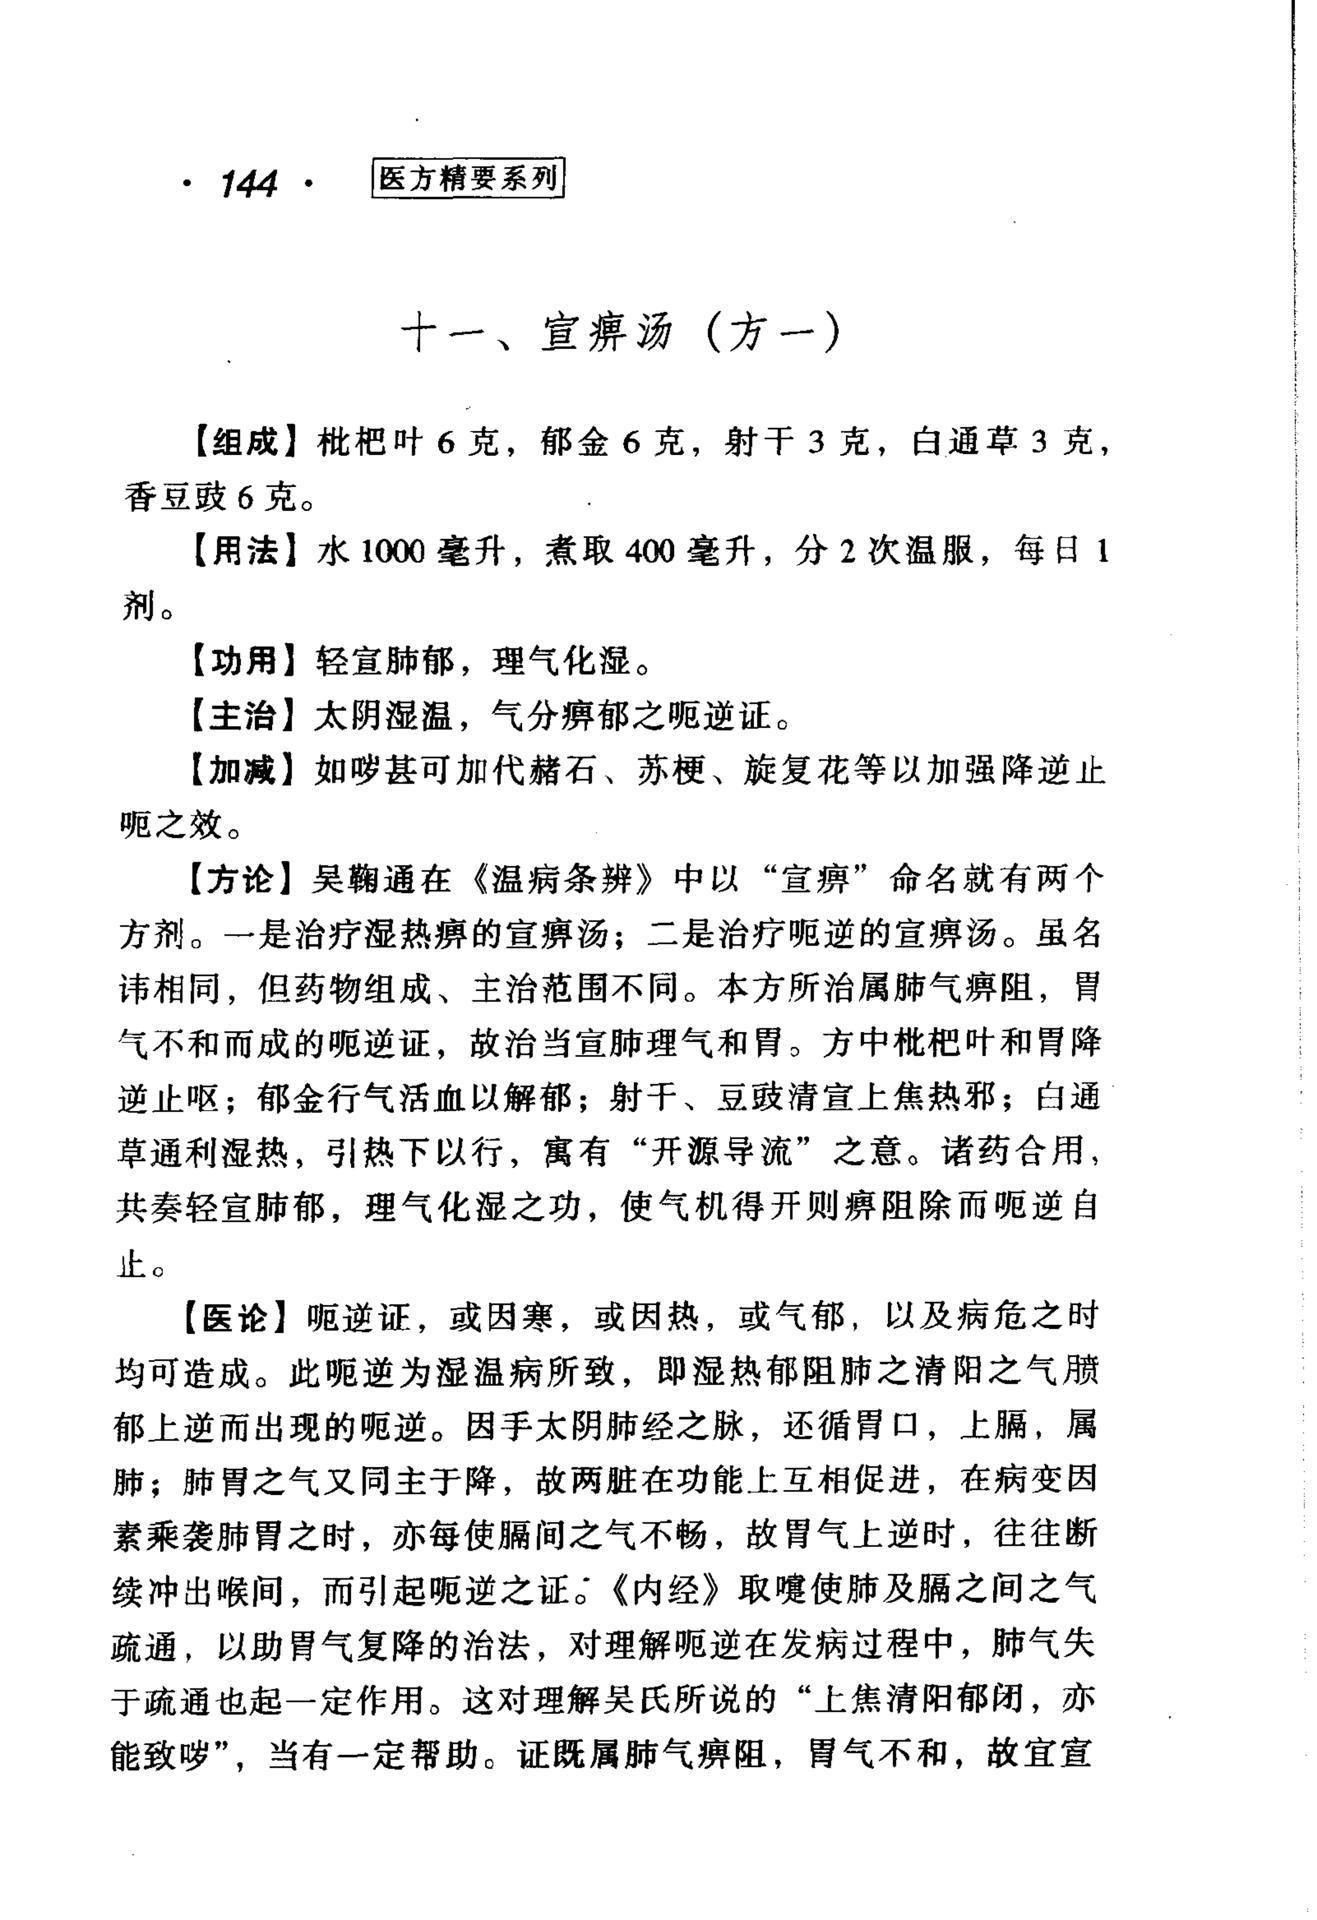 · 144 ·
医方精要系列
十一、宣痹汤（方一）
【组成】枇杷叶 6 克，郁金 6 克，射干 3 克，白通草 3 克，
香豆豉 6 克。
【用法】水 1000 毫升，煮取 400 毫升，分 2 次温服，每日 1
剂。
【功用】轻宣肺郁，理气化湿。
【主治】太阴湿温，气分痹郁之呃逆证。
【加减】如哕甚可加代赭石、苏梗、旋复花等以加强降逆止
呃之效。
【方论】吴鞠通在《温病条辨》中以“宣痹”命名就有两个
方剂。一是治疗湿热痹的宣痹汤；二是治疗呃逆的宣痹汤。虽名
讳相同，但药物组成、主治范围不同。本方所治属肺气痹阻，胃
气不和而成的呃逆证，故治当宣肺理气和胃。方中枇杷叶和胃降
逆止呕；郁金行气活血以解郁；射干、豆豉清宣上焦热邪；白通
草通利湿热，引热下以行，寓有“开源导流”之意。诸药合用，
共奏轻宣肺郁，理气化湿之功，使气机得开则痹阻除而呃逆自
止。
【医论】呃逆证，或因寒，或因热，或气郁，以及病危之时
均可造成。此呃逆为湿温病所致，即湿热郁阻肺之清阳之气膹
郁上逆而出现的呃逆。因手太阴肺经之脉，还循胃口，上膈，属
肺；肺胃之气又同主于降，故两脏在功能上互相促进，在病变因
素乘袭肺胃之时，亦每使膈间之气不畅，故胃气上逆时，往往断
续冲出喉间，而引起呃逆之证。《内经》取嚏使肺及膈之间之气
疏通，以助胃气复降的治法，对理解呃逆在发病过程中，肺气失
于疏通也起一定作用。这对理解吴氏所说的“上焦清阳郁闭，亦
能致哕”，当有一定帮助。证既属肺气痹阻，胃气不和，故宜宣